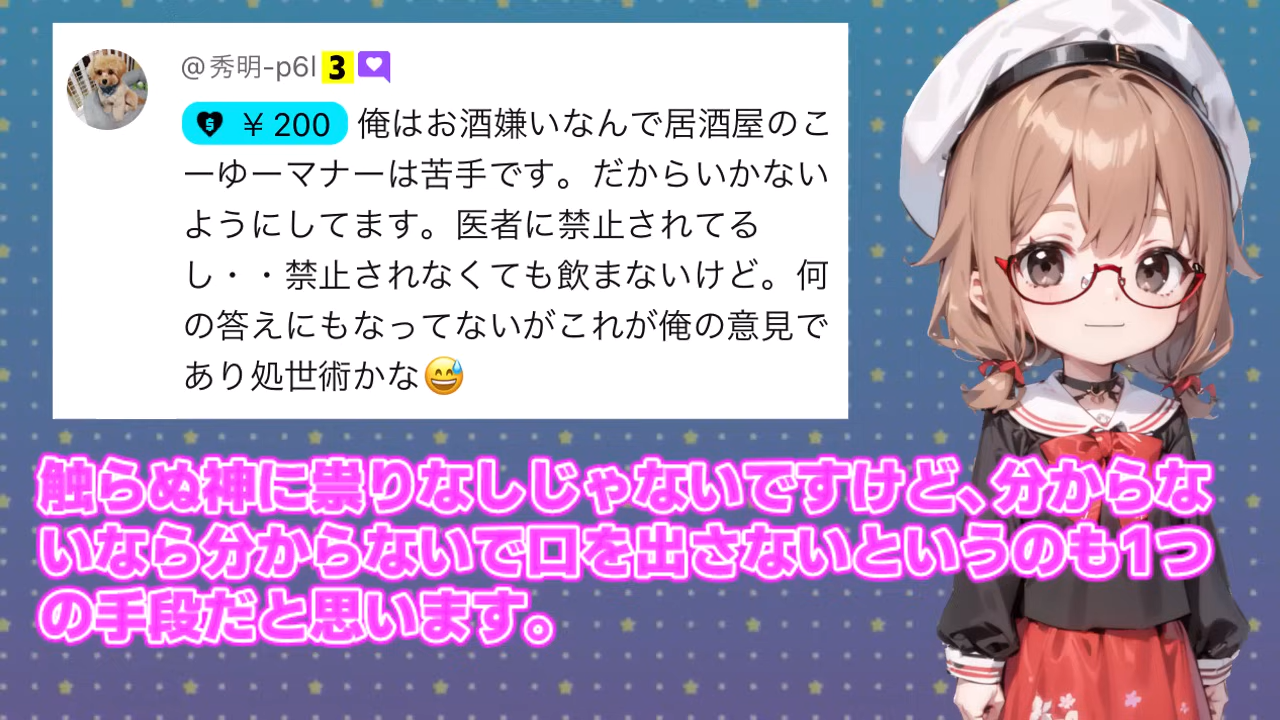 @秀明-p6l 3
¥ 200 俺はお酒嫌いなんで居酒屋のこ
ーゆーマナーは苦手です。だからいかない
ようにしてます。医者に禁止されてる
し・・禁止されなくても飲まないけど。何
の答えにもなってないがこれが俺の意見で
あり処世術かな😅
触らぬ神に祟りなしじゃないですけど、分からな
いなら分からないで口を出さないというのも1つ
の手段だと思います。